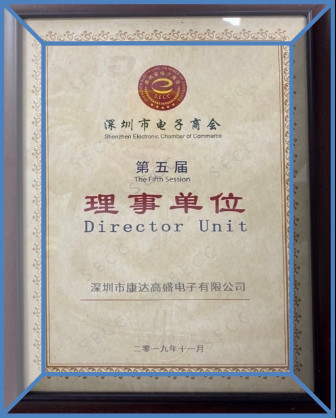 深圳市电子商会
Shenzhen Electronic Chamber of Commerce
第五届
The Fifth Session
理事单位
Director Unit
深圳市康达高盛电子有限公司
二零一九年十一月